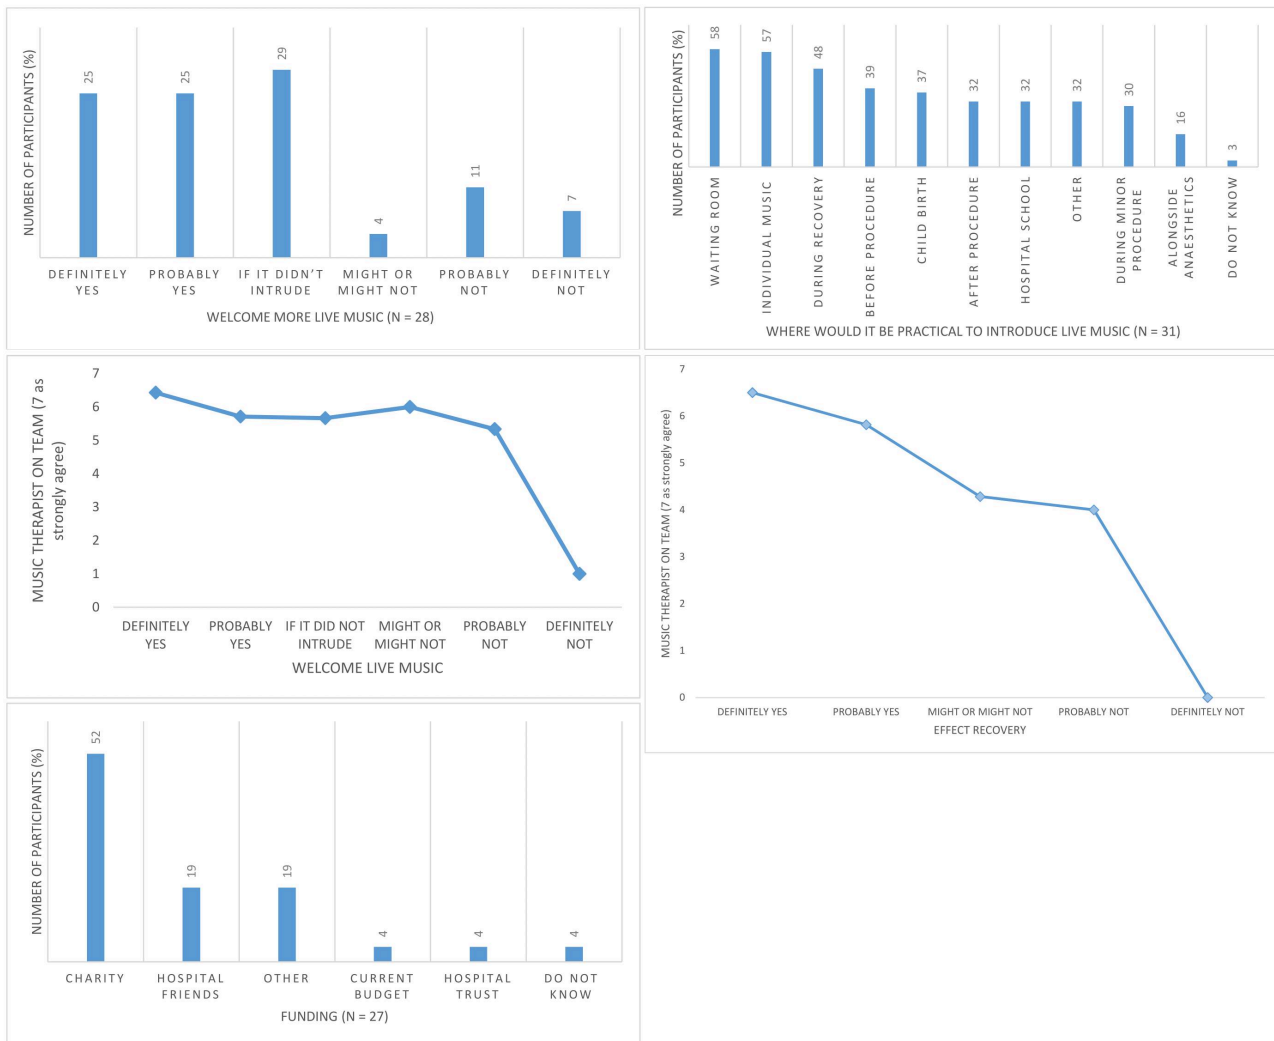 NUMBER OF PARTICIPANTS (%)
25
25
29
4
11
7
DEFINITELY
YES
PROBABLY
YES
IF IT DIDN'T
INTRUDE
MIGHT OR
MIGHT NOT
PROBABLY
NOT
DEFINITELY
NOT
WELCOME MORE LIVE MUSIC (N = 28)
NUMBER OF PARTICIPANTS (%)
58
57
48
39
37
32
32
32
30
16
3
WAITING ROOM
INDIVIDUAL MUSIC
DURING RECOVERY
BEFORE PROCEDURE
CHILD BIRTH
AFTER PROCEDURE
HOSPITAL SCHOOL
OTHER
DURING MINOR
PROCEDURE
ALONGSIDE
ANAESTHETICS
DO NOT KNOW
WHERE WOULD IT BE PRACTICAL TO INTRODUCE LIVE MUSIC (N = 31)
MUSIC THERAPIST ON TEAM (7 as
strongly agree)
7
6
5
4
3
2
1
0
DEFINITELY
YES
PROBABLY
YES
IF IT DID NOT
INTRUDE
MIGHT OR
MIGHT NOT
PROBABLY
NOT
DEFINITELY
NOT
WELCOME LIVE MUSIC
MUSIC THERAPIST ON TEAM (7 as strongly agree)
7
6
5
4
3
2
1
0
DEFINITELY YES
PROBABLY YES
MIGHT OR MIGHT NOT
PROBABLY NOT
DEFINITELY NOT
EFFECT RECOVERY
NUMBER OF PARTICIPANTS (%)
52
19
19
4
4
4
CHARITY
HOSPITAL
FRIENDS
OTHER
CURRENT
BUDGET
HOSPITAL
TRUST
DO NOT
KNOW
FUNDING (N = 27)